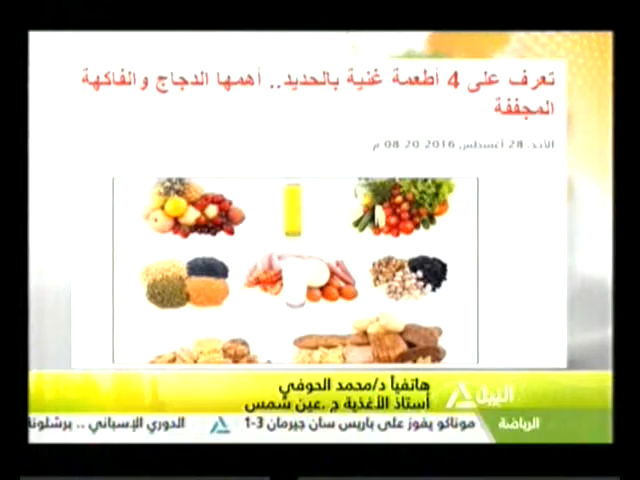 تعرف على 4 أطعمة غنية بالحديد.. أهمها الدجاج والفاكهة
المجففة
الأحد، 28 أغسطس 2016 08:20 م
هاتفياً د/محمد الحوفي
أستاذ الأغذية ج .عين شمس
النيل
الرياضة
موناكو يفوز على باريس سان جيرمان 3-1
الدوري الإسباني .. برشلونة